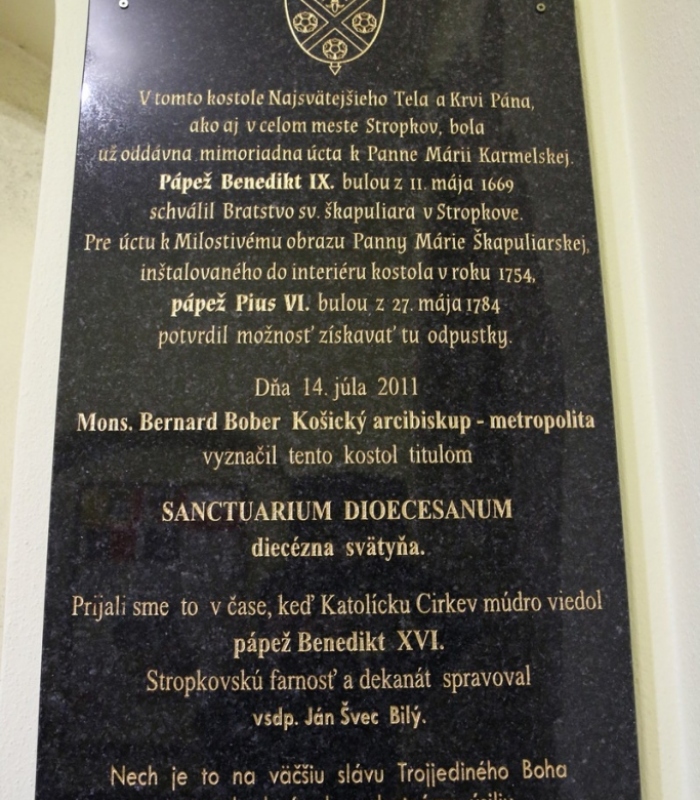 V tomto kostole Najsvätejšieho Tela a Krvi Pána,
ako aj v celom meste Stropkov, bola
už oddávna mimoriadna úcta k Panne Márii Karmelskej.
Pápež Benedikt IX. bulou z 11. mája 1669
schválil Bratstvo sv. škapuliara v Stropkove.
Pre úctu k Milostivému obrazu Panny Márie Škapuliarskej,
inštalovaného do interiéru kostola v roku 1754,
pápež Pius VI. bulou z 27. mája 1784
potvrdil možnosť získavať tu odpustky.
Dňa 14. júla 2011
Mons. Bernard Bober Košický arcibiskup - metropolita
vyznačil tento kostol titulom
SANCTUARIUM DIOECESANUM
diecézna svätyňa.
Prijali sme to v čase, keď Katolícku Cirkev múdro viedol
pápež Benedikt XVI.
Stropkovskú farnosť a dekanát spravoval
vsdp. Ján Švec Bilý.
Nech je to na väčšiu slávu Trojjediného Boha